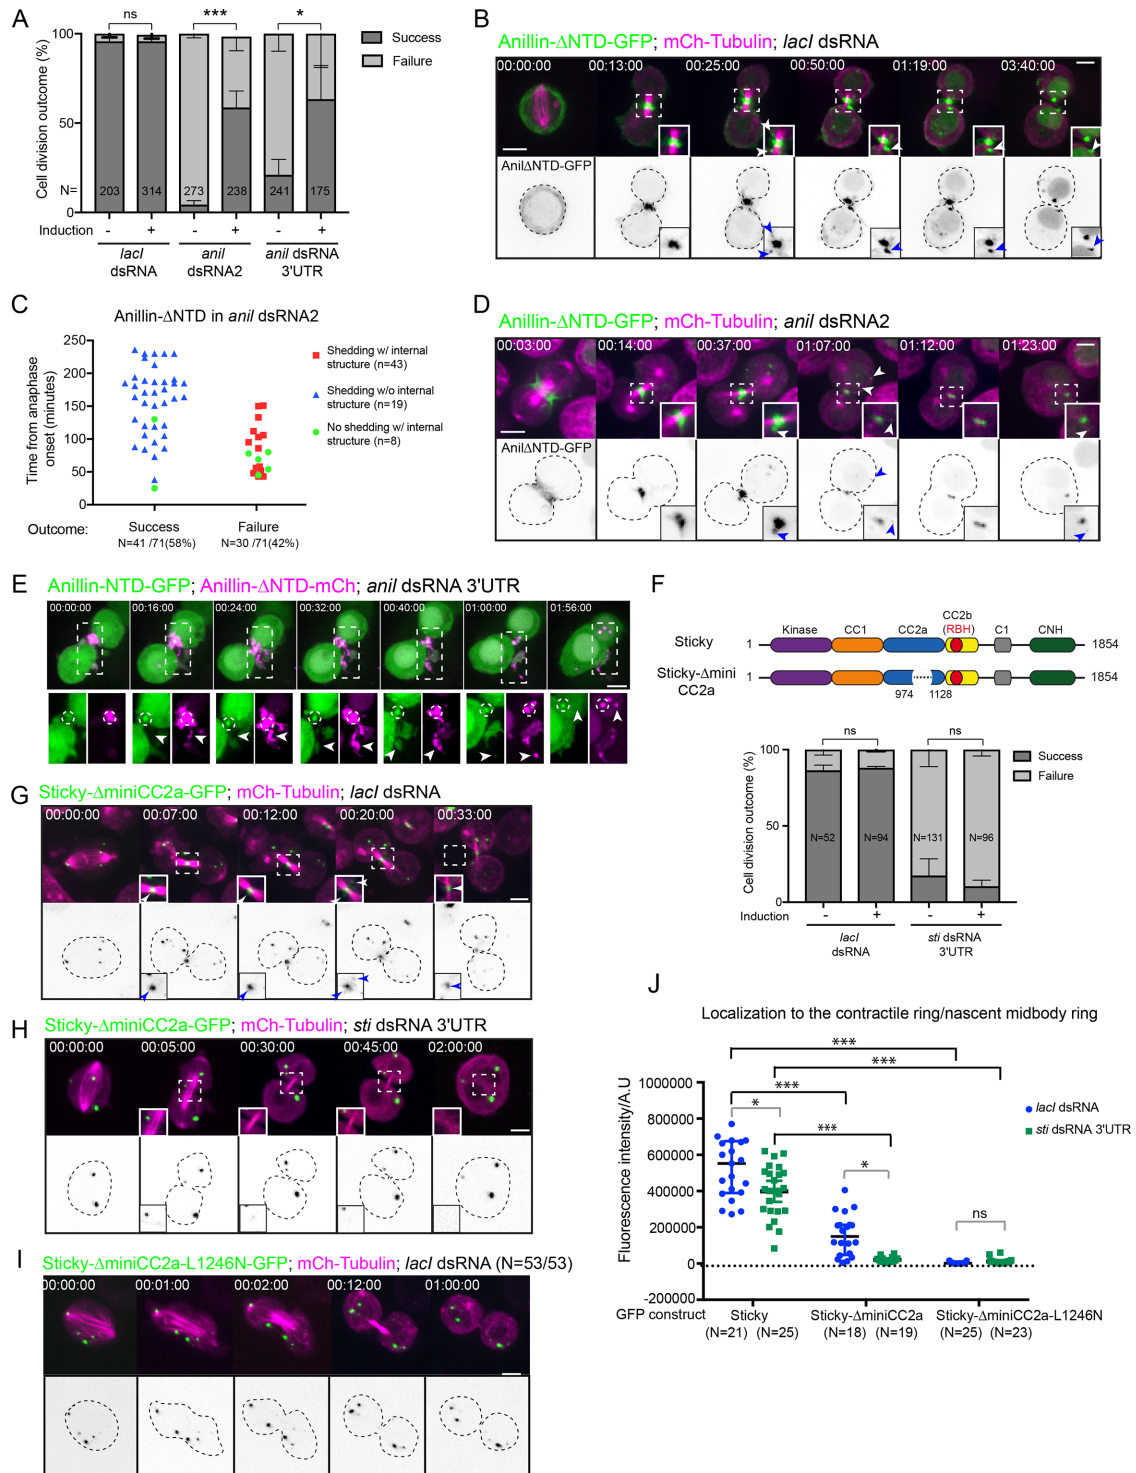 A
ns
***
*
100
50
0
Cell division outcome (%)
Success
Failure
N=
203
314
273
238
241
175
Induction
- + - + - +
lacI dsRNA
anil dsRNA2
anil dsRNA 3'UTR
B
Anillin-ΔNTD-GFP; mCh-Tubulin; lacI dsRNA
00:00:00
00:13:00
00:25:00
00:50:00
01:19:00
03:40:00
AnilΔNTD-GFP
C
Anillin-ΔNTD in anil dsRNA2
250
200
150
100
50
0
Time from anaphase onset (minutes)
Shedding w/ internal structure (n=43)
Shedding w/o internal structure (n=19)
No shedding w/ internal structure (n=8)
Outcome:
Success
N=41 /71(58%)
Failure
N=30 /71(42%)
D
Anillin-ΔNTD-GFP; mCh-Tubulin; anil dsRNA2
00:03:00
00:14:00
00:37:00
01:07:00
01:12:00
01:23:00
AnilΔNTD-GFP
E
Anillin-NTD-GFP; Anillin-ΔNTD-mCh; anil dsRNA 3'UTR
00:00:00
00:16:00
00:24:00
00:32:00
00:40:00
01:00:00
01:56:00
F
Kinase
CC1
CC2a
CC2b
(RBH)
C1
CNH
Sticky
1
1854
Sticky-Δmini CC2a
1
1854
974
1128
ns
ns
100
50
0
Cell division outcome (%)
Success
Failure
N=52
N=94
N=131
N=96
Induction
- + - +
lacI dsRNA
sti dsRNA 3'UTR
G
Sticky-ΔminiCC2a-GFP; mCh-Tubulin; lacI dsRNA
00:00:00
00:07:00
00:12:00
00:20:00
00:33:00
H
Sticky-ΔminiCC2a-GFP; mCh-Tubulin; sti dsRNA 3'UTR
00:00:00
00:05:00
00:30:00
00:45:00
02:00:00
I
Sticky-ΔminiCC2a-L1246N-GFP; mCh-Tubulin; lacI dsRNA (N=53/53)
00:00:00
00:01:00
00:02:00
00:12:00
01:00:00
J
Localization to the contractile ring/nascent midbody ring
***
***
***
*
***
*
ns
1000000
800000
600000
400000
200000
0
-200000
Fluorescence intensity/A.U
lacI dsRNA
sti dsRNA 3'UTR
GFP construct
Sticky
Sticky-ΔminiCC2a
Sticky-ΔminiCC2a-L1246N
(N=21) (N=25)
(N=18) (N=19)
(N=25) (N=23)